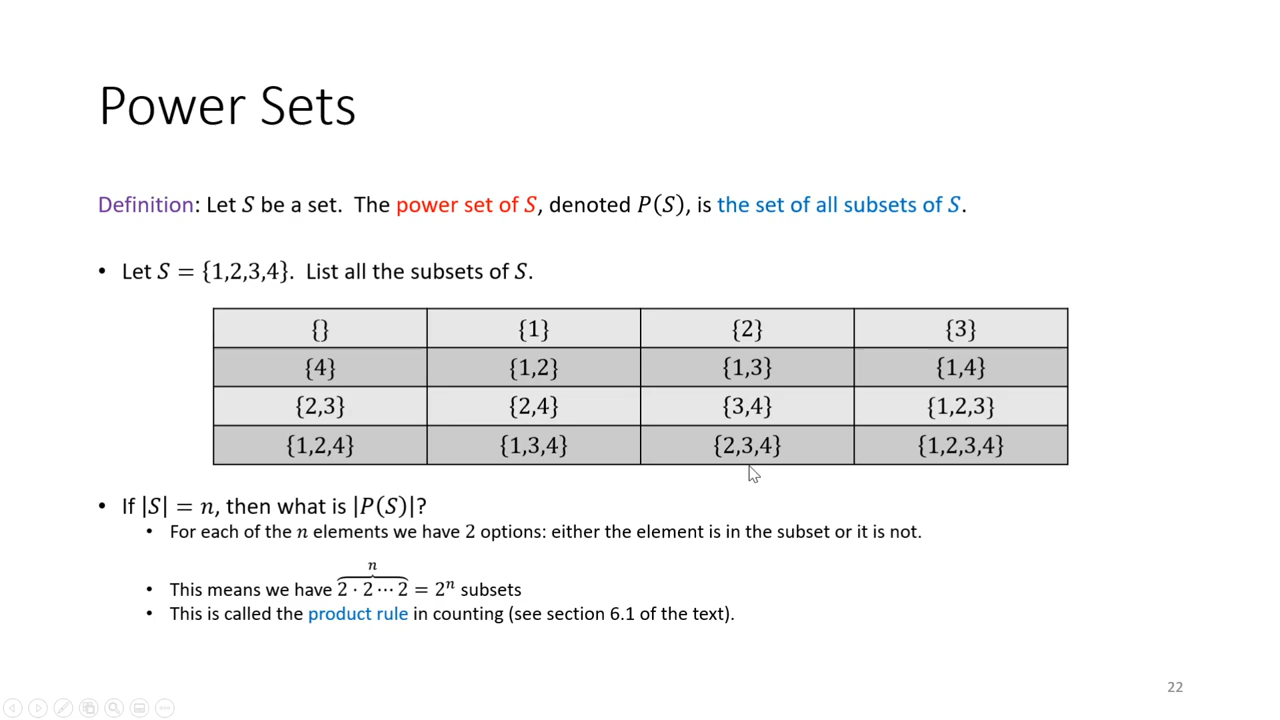 Power Sets
Definition: Let S be a set. The power set of S, denoted P(S), is the set of all subsets of S.
• Let S = {1,2,3,4}. List all the subsets of S.
{} {1} {2} {3}
{4} {1,2} {1,3} {1,4}
{2,3} {2,4} {3,4} {1,2,3}
{1,2,4} {1,3,4} {2,3,4} {1,2,3,4}
• If |S| = n, then what is |P(S)|?
• For each of the n elements we have 2 options: either the element is in the subset or it is not.
n
• This means we have 2 · 2 ⋯ 2 = 2ⁿ subsets
• This is called the product rule in counting (see section 6.1 of the text).
22